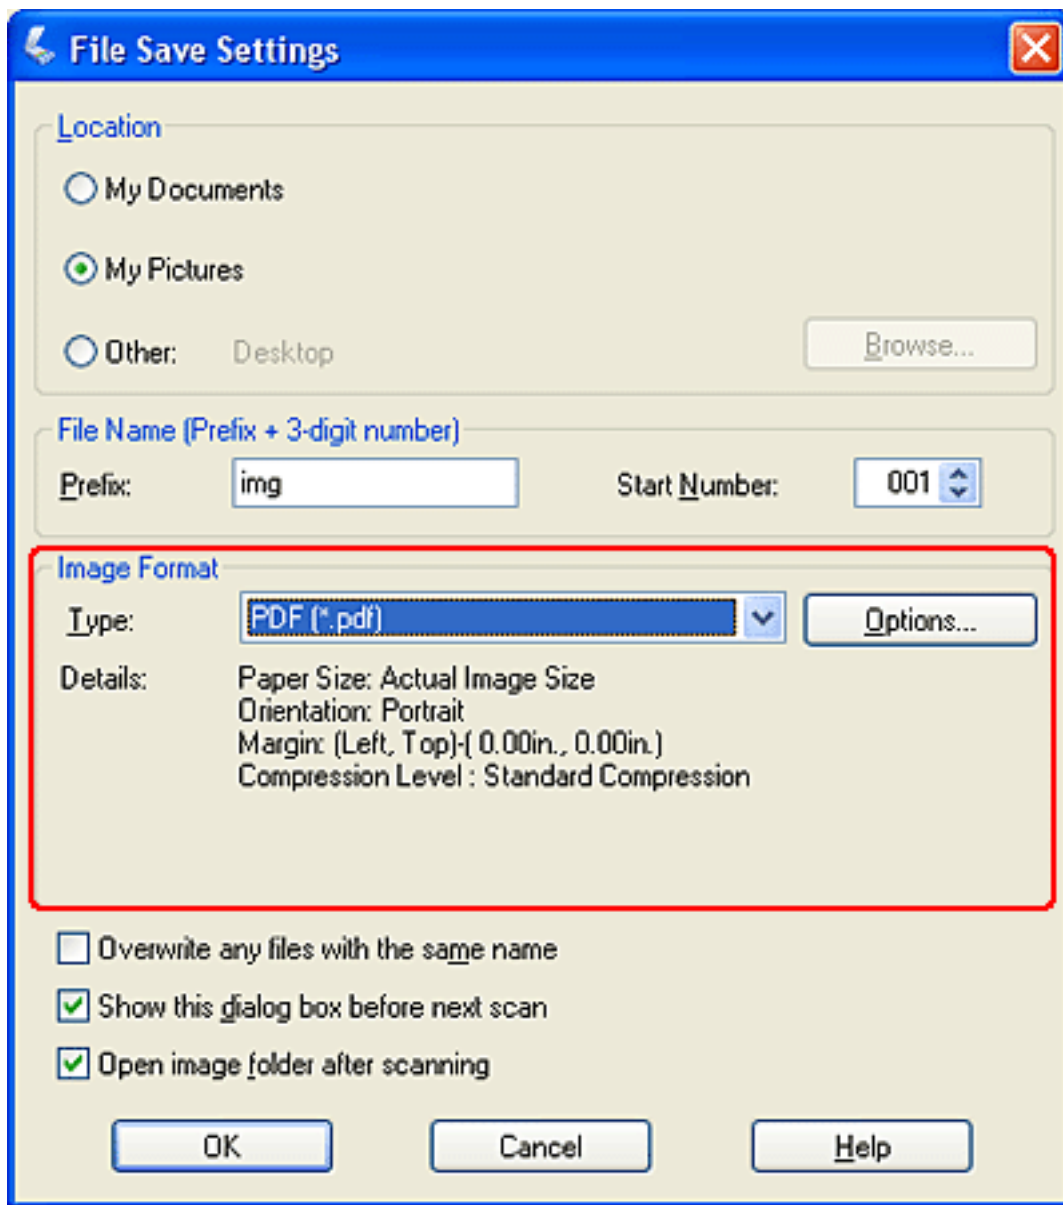 File Save Settings
Location
My Documents
My Pictures
Other: Desktop Browse...
File Name (Prefix + 3-digit number)
Prefix: img Start Number: 001
Image Format
Type: PDF (*.pdf) Options...
Details: Paper Size: Actual Image Size
Orientation: Portrait
Margin: (Left, Top)-( 0.00in., 0.00in.)
Compression Level : Standard Compression
Overwrite any files with the same name
Show this dialog box before next scan
Open image folder after scanning
OK Cancel Help